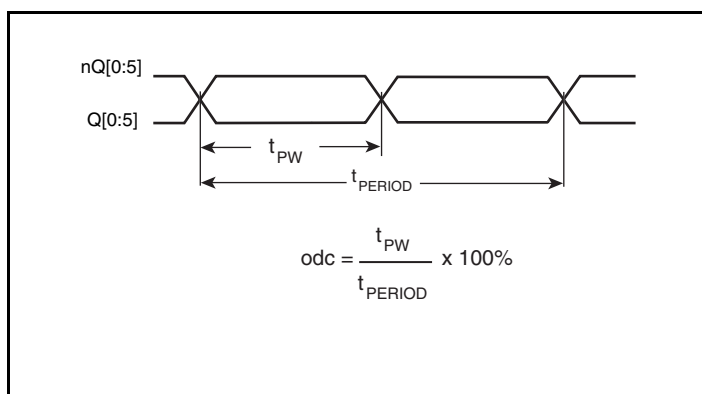 nQ[0:5]
Q[0:5]
tPW
tPERIOD
odc = tPW / tPERIOD x 100%